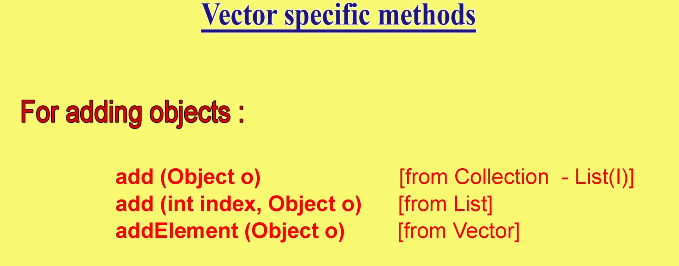 Vector specific methods
For adding objects :
add (Object o) [from Collection - List(I)]
add (int index, Object o) [from List]
addElement (Object o) [from Vector]